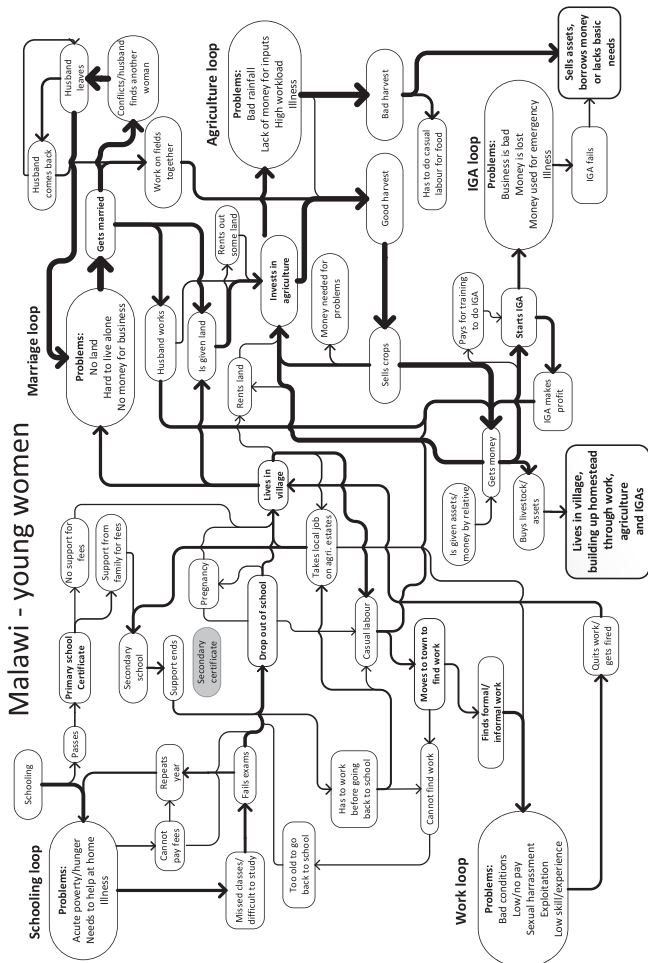 Malawi - young women
Schooling loop
Schooling
Problems:
Acute poverty/hunger
Needs to help at home
Illness
Passes
Primary school
Certificate
No support for
fees
Support from
family for fees
Secondary
school
Support ends
Secondary
certificate
Cannot
pay fees
Repeats
year
Fails exams
Missed classes/
difficult to study
Too old to go
back to school
Pregnancy
Drop out of school
Has to work
before going
back to school
Cannot find work
Lives in
village
Takes local job
on agri. estates
Casual labour
Moves to town to
find work
Finds formal/
informal work
Work loop
Problems:
Bad conditions
Low/no pay
Sexual harrassment
Exploitation
Low skill/experience
Quits work/
gets fired
Marriage loop
Problems:
No land
Hard to live alone
No money for business
Gets married
Conflicts/husband
finds another
woman
Husband
leaves
Husband
comes back
Work on fields
together
Husband works
Is given land
Rents out
some land
Rents land
Agriculture loop
Invests in
agriculture
Problems:
Bad rainfall
Lack of money for inputs
High workload
Illness
Bad harvest
Has to do casual
labour for food
Good harvest
Money needed for
problems
Sells crops
Gets money
Is given assets/
money by relative
Buys livestock/
assets
Lives in village,
building up homestead
through work,
agriculture
and IGAs
IGA loop
Pays for training
to do IGA
Starts IGA
IGA makes
profit
Problems:
Business is bad
Money is lost
Money used for emergency
Illness
IGA fails
Sells assets,
borrows money
or lacks basic
needs